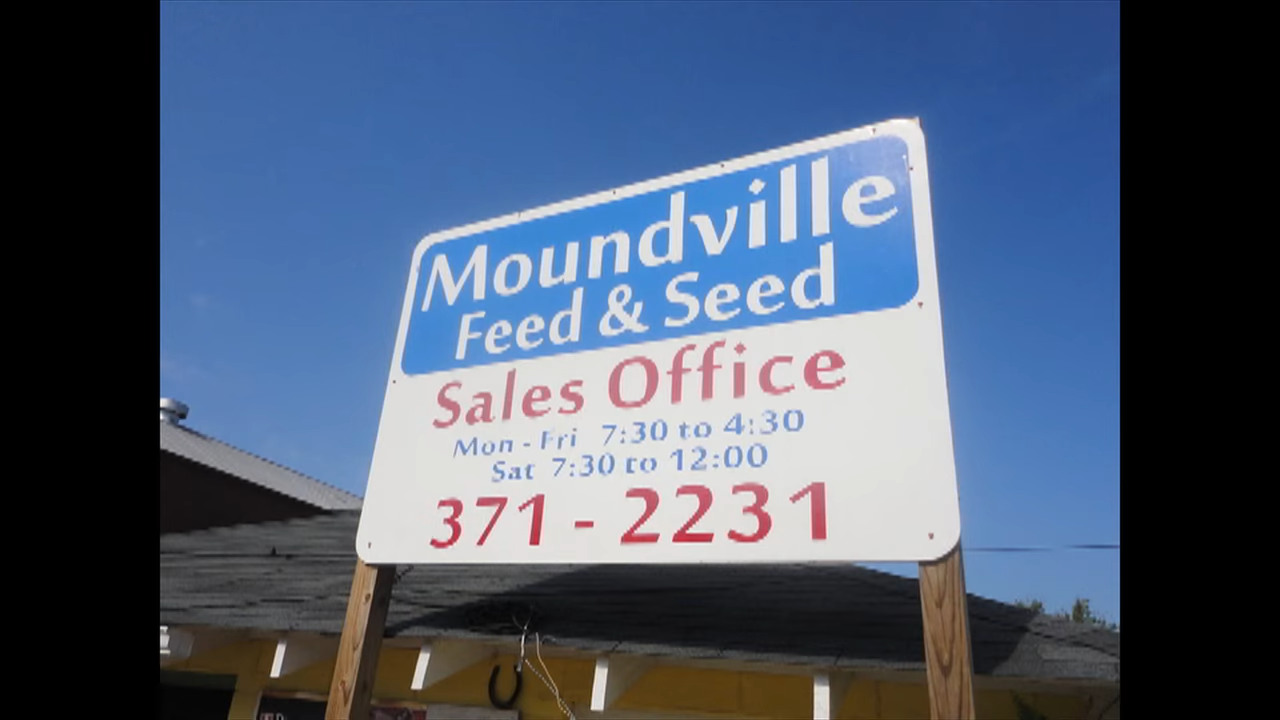 Moundville
Feed & Seed
Sales Office
Mon - Fri 7:30 to 4:30
Sat 7:30 to 12:00
371 - 2231